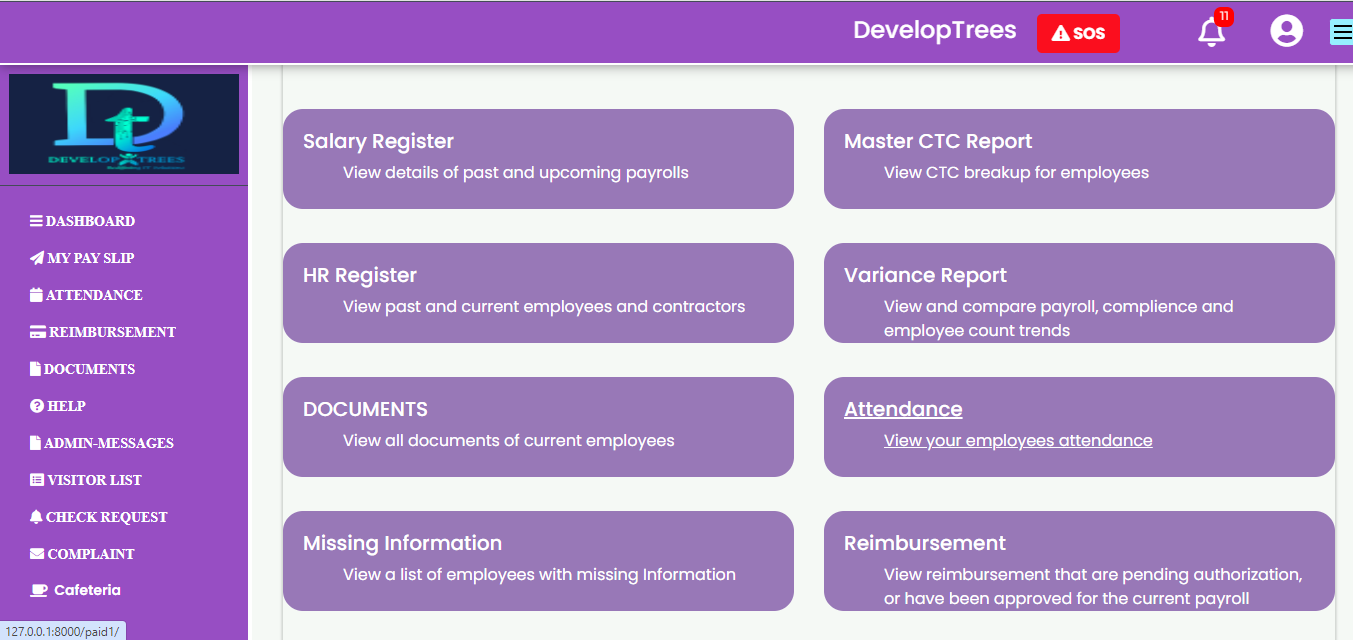 DevelopTrees
SOS
11
Dt
DEVELOP TREES
DASHBOARD
MY PAY SLIP
ATTENDANCE
REIMBURSEMENT
DOCUMENTS
HELP
ADMIN-MESSAGES
VISITOR LIST
CHECK REQUEST
COMPLAINT
Cafeteria
Salary Register
View details of past and upcoming payrolls
Master CTC Report
View CTC breakup for employees
HR Register
View past and current employees and contractors
Variance Report
View and compare payroll, complience and
employee count trends
DOCUMENTS
View all documents of current employees
Attendance
View your employees attendance
Missing Information
View a list of employees with missing Information
Reimbursement
View reimbursement that are pending authorization,
or have been approved for the current payroll
127.0.0.1:8000/paid1/